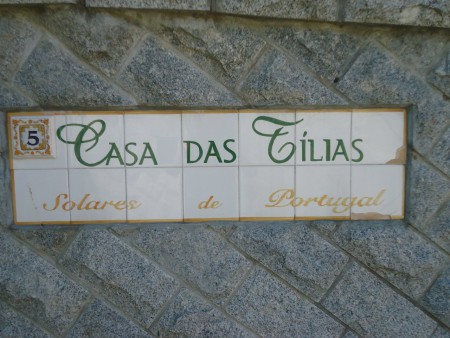 5
Casa das Tílias
Solares de Portugal